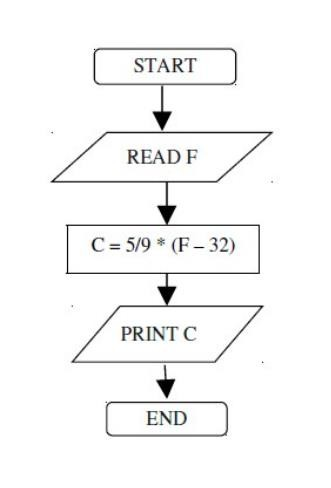 START
READ F
C = 5/9 * (F – 32)
PRINT C
END